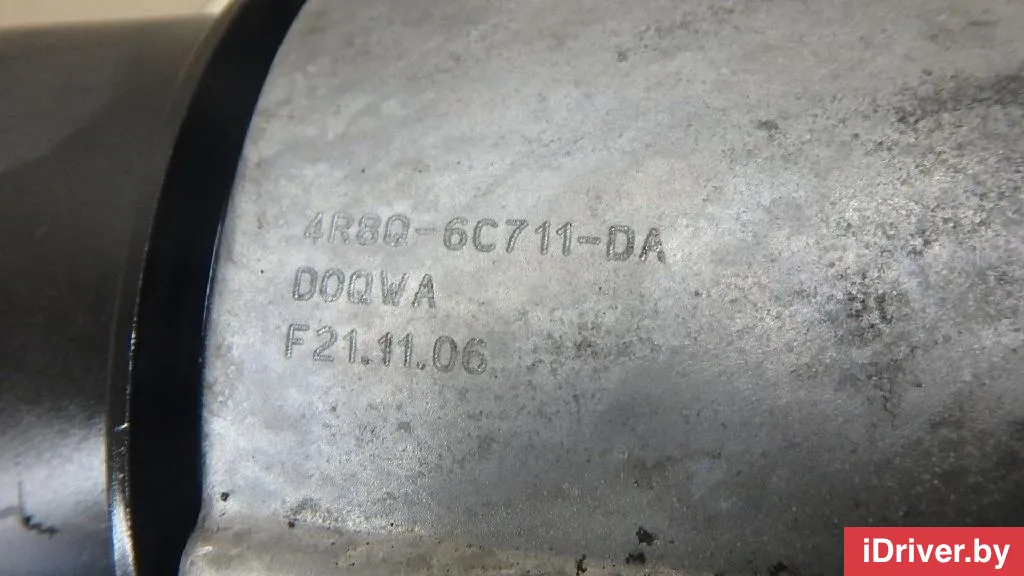 4R8Q-6C711-DA
D0QWA
F21.11.06
iDriver.by